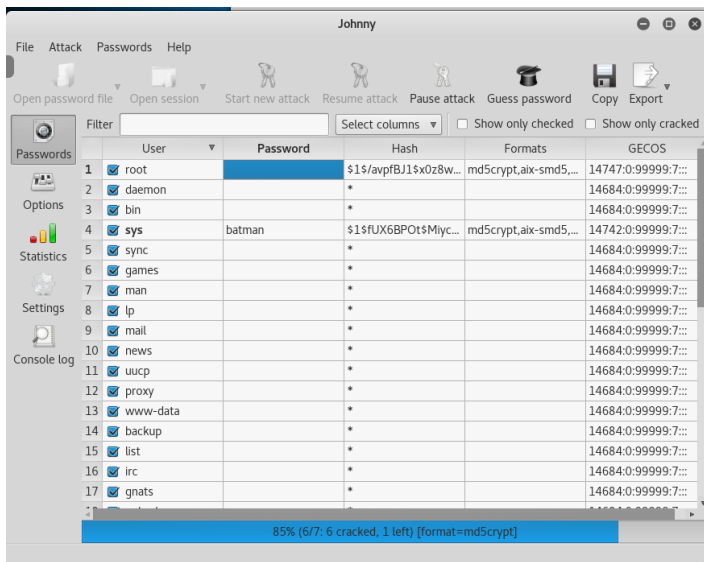 Johnny
File Attack Passwords Help
Open password file Open session Start new attack Resume attack Pause attack Guess password Copy Export
Filter Select columns Show only checked Show only cracked
Passwords
Options
Statistics
Settings
Console log
User Password Hash Formats GECOS
1 root $1$/avpfBJ1$x0z8w... md5crypt,aix-smd5,... 14747:0:99999:7:::
2 daemon * 14684:0:99999:7:::
3 bin * 14684:0:99999:7:::
4 sys batman $1$fUX6BPOt$Miyc... md5crypt,aix-smd5,... 14742:0:99999:7:::
5 sync * 14684:0:99999:7:::
6 games * 14684:0:99999:7:::
7 man * 14684:0:99999:7:::
8 lp * 14684:0:99999:7:::
9 mail * 14684:0:99999:7:::
10 news * 14684:0:99999:7:::
11 uucp * 14684:0:99999:7:::
12 proxy * 14684:0:99999:7:::
13 www-data * 14684:0:99999:7:::
14 backup * 14684:0:99999:7:::
15 list * 14684:0:99999:7:::
16 irc * 14684:0:99999:7:::
17 gnats * 14684:0:99999:7:::
85% (6/7: 6 cracked, 1 left) [format=md5crypt]